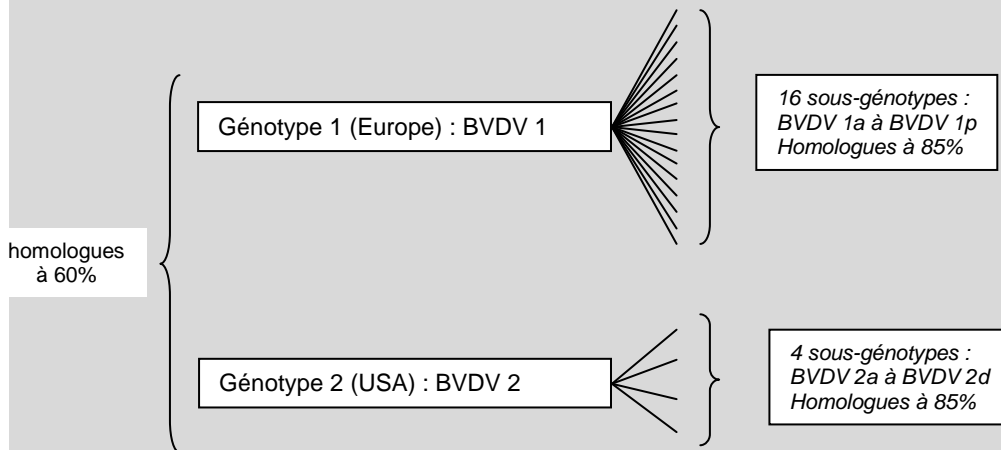 Génotype 1 (Europe) : BVDV 1
16 sous-génotypes :
BVDV 1a à BVDV 1p
Homologues à 85%
homologues
à 60%
Génotype 2 (USA) : BVDV 2
4 sous-génotypes :
BVDV 2a à BVDV 2d
Homologues à 85%